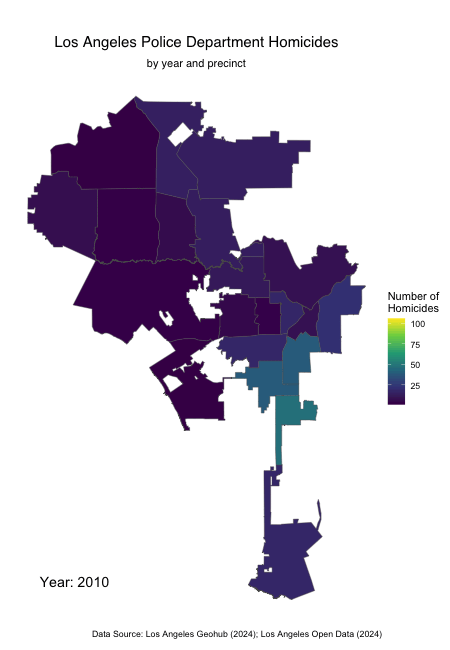 Los Angeles Police Department Homicides
by year and precinct
Number of
Homicides
100
75
50
25
Year: 2010
Data Source: Los Angeles Geohub (2024); Los Angeles Open Data (2024)